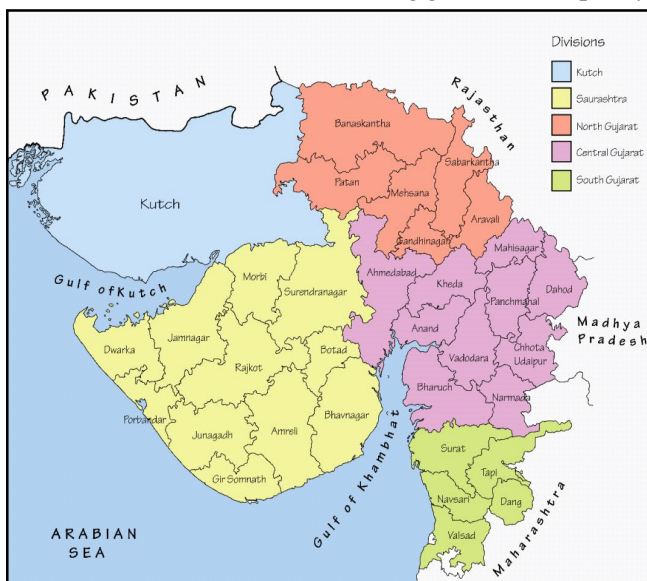 Divisions
Kutch
Saurashtra
North Gujarat
Central Gujarat
South Gujarat
PAKISTAN
Rajasthan
Banaskantha
Sabarkantha
Patan
Mehsana
Aravali
Gandhinagar
Kutch
Mahisagar
Ahmedabad
Kheda
Panchmahal
Dahod
Gulf of Kutch
Morbi
Surendranagar
Anand
Madhya
Pradesh
Dwarka
Jamnagar
Rajkot
Botad
Vadodara
Chhota
Udaipur
Bharuch
Narmada
Porbandar
Junagadh
Amreli
Bhavnagar
Gir Somnath
Gulf of Khambhat
Surat
Tapi
Navsari
Dang
Valsad
Maharashtra
ARABIAN
SEA